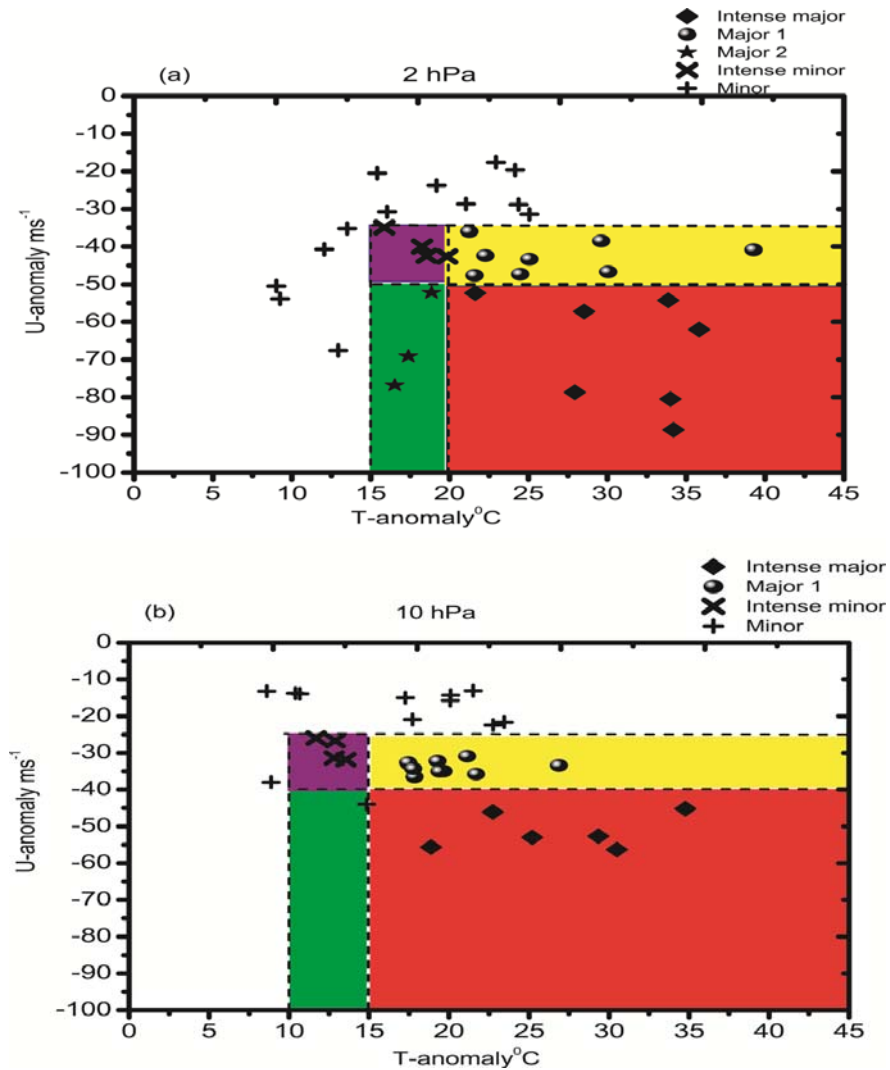 Intense major
Major 1
Major 2
Intense minor
Minor
(a) 2 hPa
0
-10
-20
-30
-40
-50
-60
-70
-80
-90
-100
U-anomaly ms-1
0 5 10 15 20 25 30 35 40 45
T-anomaly⁰C
Intense major
Major 1
Intense minor
Minor
(b) 10 hPa
0
-10
-20
-30
-40
-50
-60
-70
-80
-90
-100
U-anomaly ms-1
0 5 10 15 20 25 30 35 40 45
T-anomaly⁰C